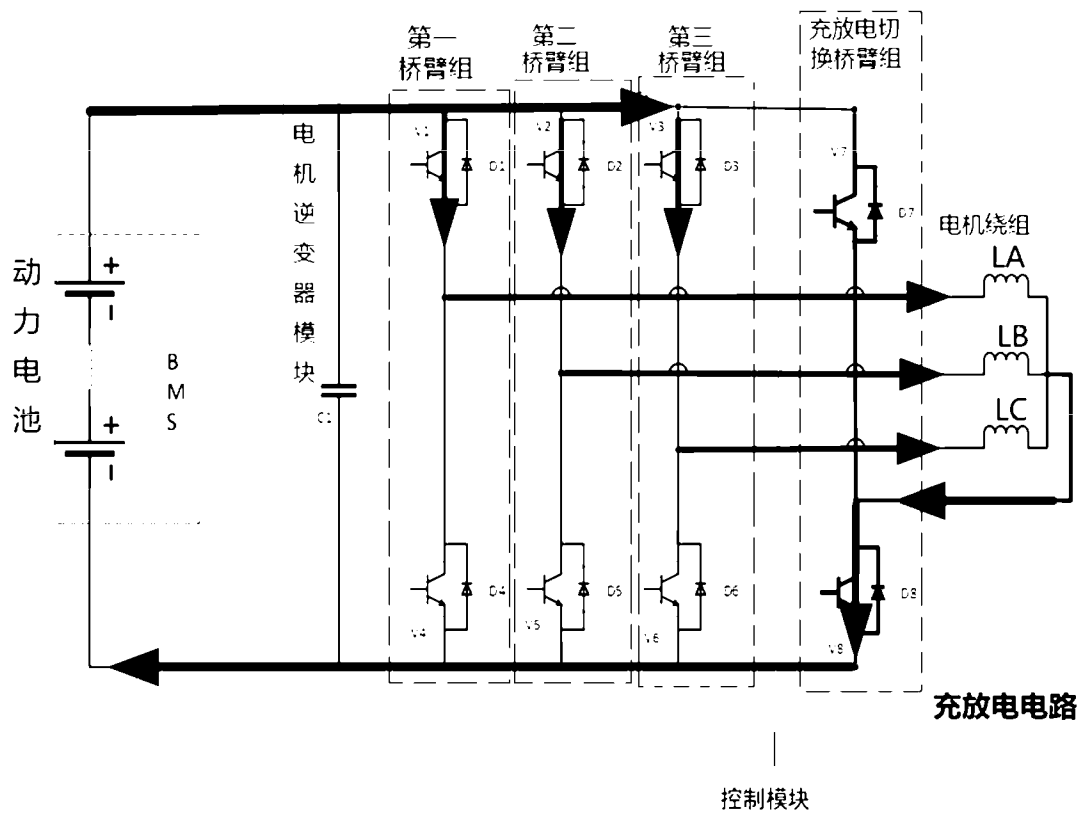 第一
桥臂组
第二
桥臂组
第三
桥臂组
充放电切
换桥臂组
电机逆变器模块
V1
D1
V2
D2
V3
D3
V7
D7
电机绕组
LA
LB
LC
动力电池
+
+
BMS
C1
D4
V4
D5
V5
D6
V6
D8
V8
充放电电路
控制模块